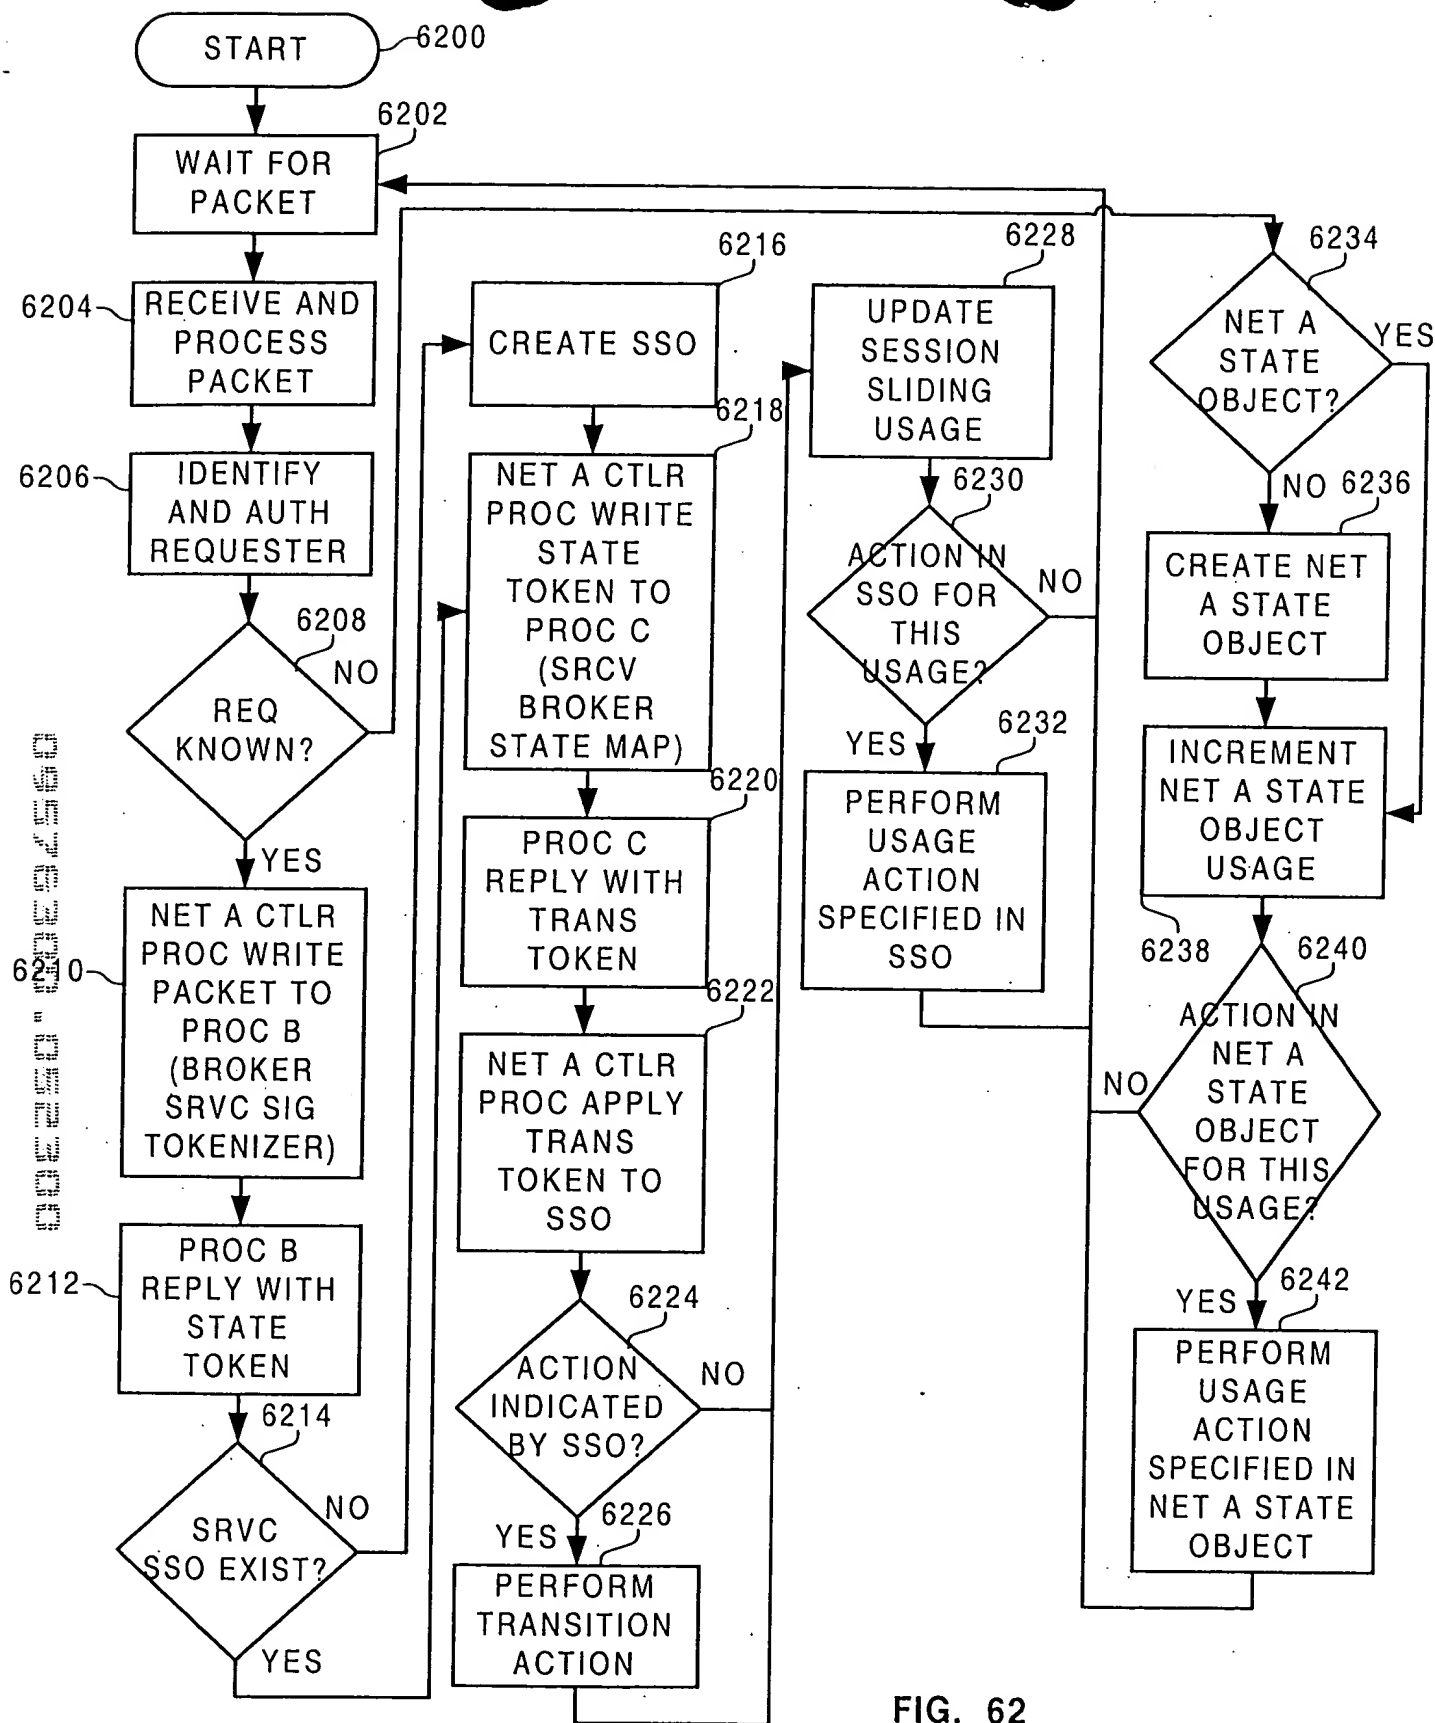 START
6200
6202
WAIT FOR
PACKET
6204
RECEIVE AND
PROCESS
PACKET
6206
IDENTIFY
AND AUTH
REQUESTER
6208
REQ
KNOWN?
NO
YES
6210
NET A CTLR
PROC WRITE
PACKET TO
PROC B
(BROKER
SRVC SIG
TOKENIZER)
6212
PROC B
REPLY WITH
STATE
TOKEN
6214
SRVC
SSO EXIST?
NO
YES
6216
CREATE SSO
6218
NET A CTLR
PROC WRITE
STATE
TOKEN TO
PROC C
(SRCV
BROKER
STATE MAP)
6220
PROC C
REPLY WITH
TRANS
TOKEN
6222
NET A CTLR
PROC APPLY
TRANS
TOKEN TO
SSO
6224
ACTION
INDICATED
BY SSO?
NO
YES
6226
PERFORM
TRANSITION
ACTION
6228
UPDATE
SESSION
SLIDING
USAGE
6230
ACTION IN
SSO FOR
THIS
USAGE?
NO
YES
6232
PERFORM
USAGE
ACTION
SPECIFIED IN
SSO
6234
NET A
STATE
OBJECT?
YES
NO
6236
CREATE NET
A STATE
OBJECT
INCREMENT
NET A STATE
OBJECT
USAGE
6238
6240
ACTION IN
NET A
STATE
OBJECT
FOR THIS
USAGE?
NO
YES
6242
PERFORM
USAGE
ACTION
SPECIFIED IN
NET A STATE
OBJECT
FIG. 62